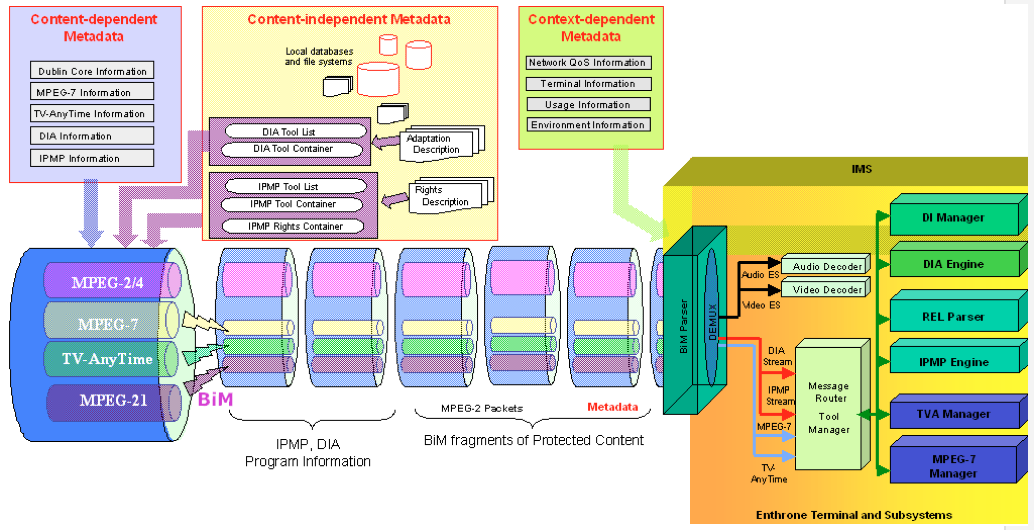 Content-dependent
Metadata
Dublin Core Information
MPEG-7 Information
TV-AnyTime Information
DIA Information
IPMP Information
Content-independent Metadata
Local databases
and file systems
DIA Tool List
DIA Tool Container
Adaptation
Description
IPMP Tool List
IPMP Tool Container
IPMP Rights Container
Rights
Description
Context-dependent
Metadata
Network QoS Information
Terminal Information
Usage Information
Environment Information
MPEG-2/4
MPEG-7
TV-AnyTime
MPEG-21
BiM
IPMP, DIA
Program Information
MPEG-2 Packets
Metadata
BiM fragments of Protected Content
IMS
BiM Parser
DEMUX
Audio ES
Video ES
Audio Decoder
Video Decoder
DIA
Stream
IPMP
Stream
MPEG-7
TV-
AnyTime
Message
Router
Tool
Manager
DI Manager
DIA Engine
REL Parser
IPMP Engine
TVA Manager
MPEG-7
Manager
Enthrone Terminal and Subsystems